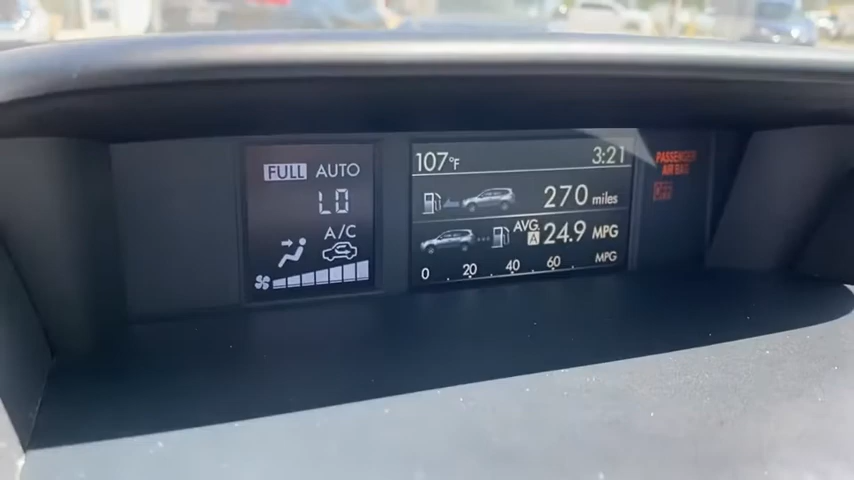 FULL AUTO
LO
A/C
107°F 3:21
270 miles
AVG. A 24.9 MPG
0 20 40 60 MPG
PASSENGER
AIR BAG
OFF